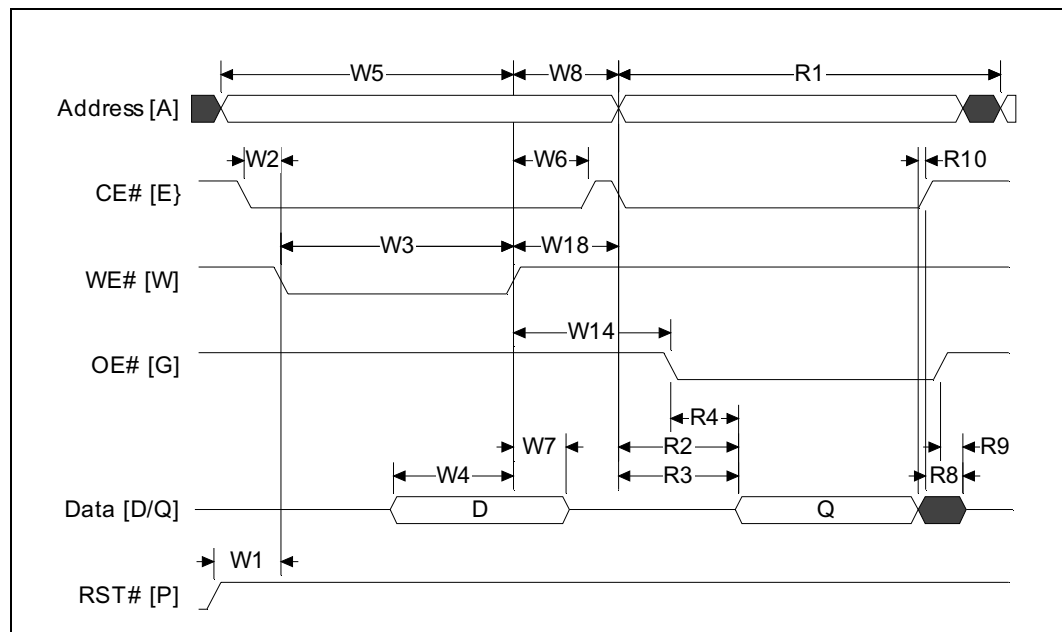 W5 W8 R1
Address [A]
W2 W6 R10
CE# [E}
W3 W18
WE# [W]
W14
OE# [G]
R4
W7 R2 R9
W4 R3 R8
Data [D/Q] D Q
W1
RST# [P]